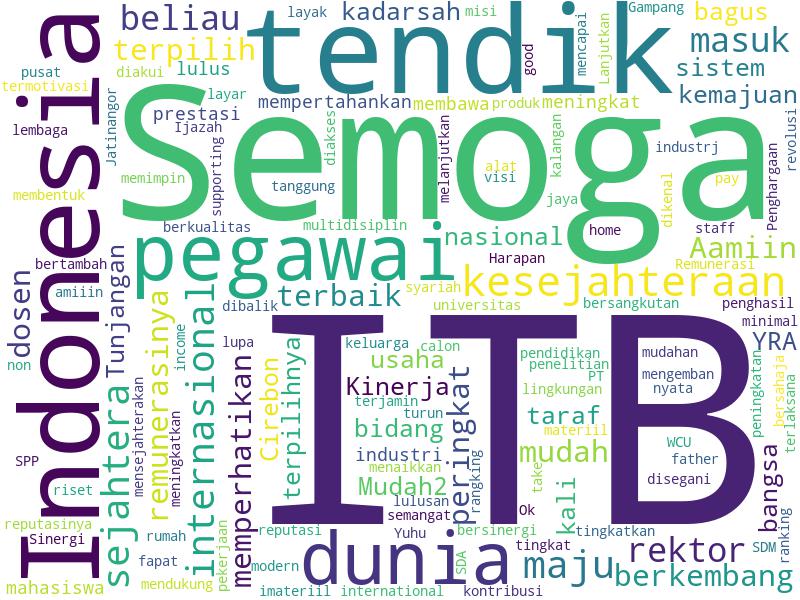 beliau
layak
kadarsah
misi
Gampang
bagus
terpilih
tendik
mencapai
Lanjutkan
masuk
pusat
diakui
lulus
good
sistem
termotivasi
layar
kemajuan
Indonesia
Jatinangor
prestasi
mempertahankan
membawa
produk
meningkat
lembaga
Ijazah
Semoga
diakses
melanjutkan
kalangan
industrj
revolusi
Penghargaan
memimpin
supporting
tanggung
alat
visi
pay
membentuk
jaya
dikenal
berkualitas
multidisiplin
nasional
home
staff
Aamiin
bertambah
pegawai
Harapan
Remunerasi
amiiin
kesejahteraan
dosen
Tunjangan
remunerasinya
internasional
dibalik
terbaik
syariah
universitas
bersangkutan
penghasil
minimal
non
income
lupa
keluarga
calon
ITB
pendidikan
mudahan
YRA
penelitian
usaha
PT
mengemban
nyata
peningkatan
bersahaja
terlaksana
sejahtera
mensejahterakan
meningkatkan
memperhatikan
Cirebon
terpilihnya
Kinerja
peringkat
lingkungan
terjamin
turun
taraf
bidang
materiil
WCU
SPP
industri
mudah
father
menaikkan
rangking
take
disegani
bangsa
riset
Mudah2
kali
lulusan
Ok
ranking
reputasinya
semangat
Sinergi
rumah
pekerjaan
reputasi
Yuhu
bersinergi
tingkatkan
fapat
modern
dunia
SDA
tingkat
rektor
SDM
maju
mahasiswa
mendukung
imateriil
international
kontribusi
berkembang